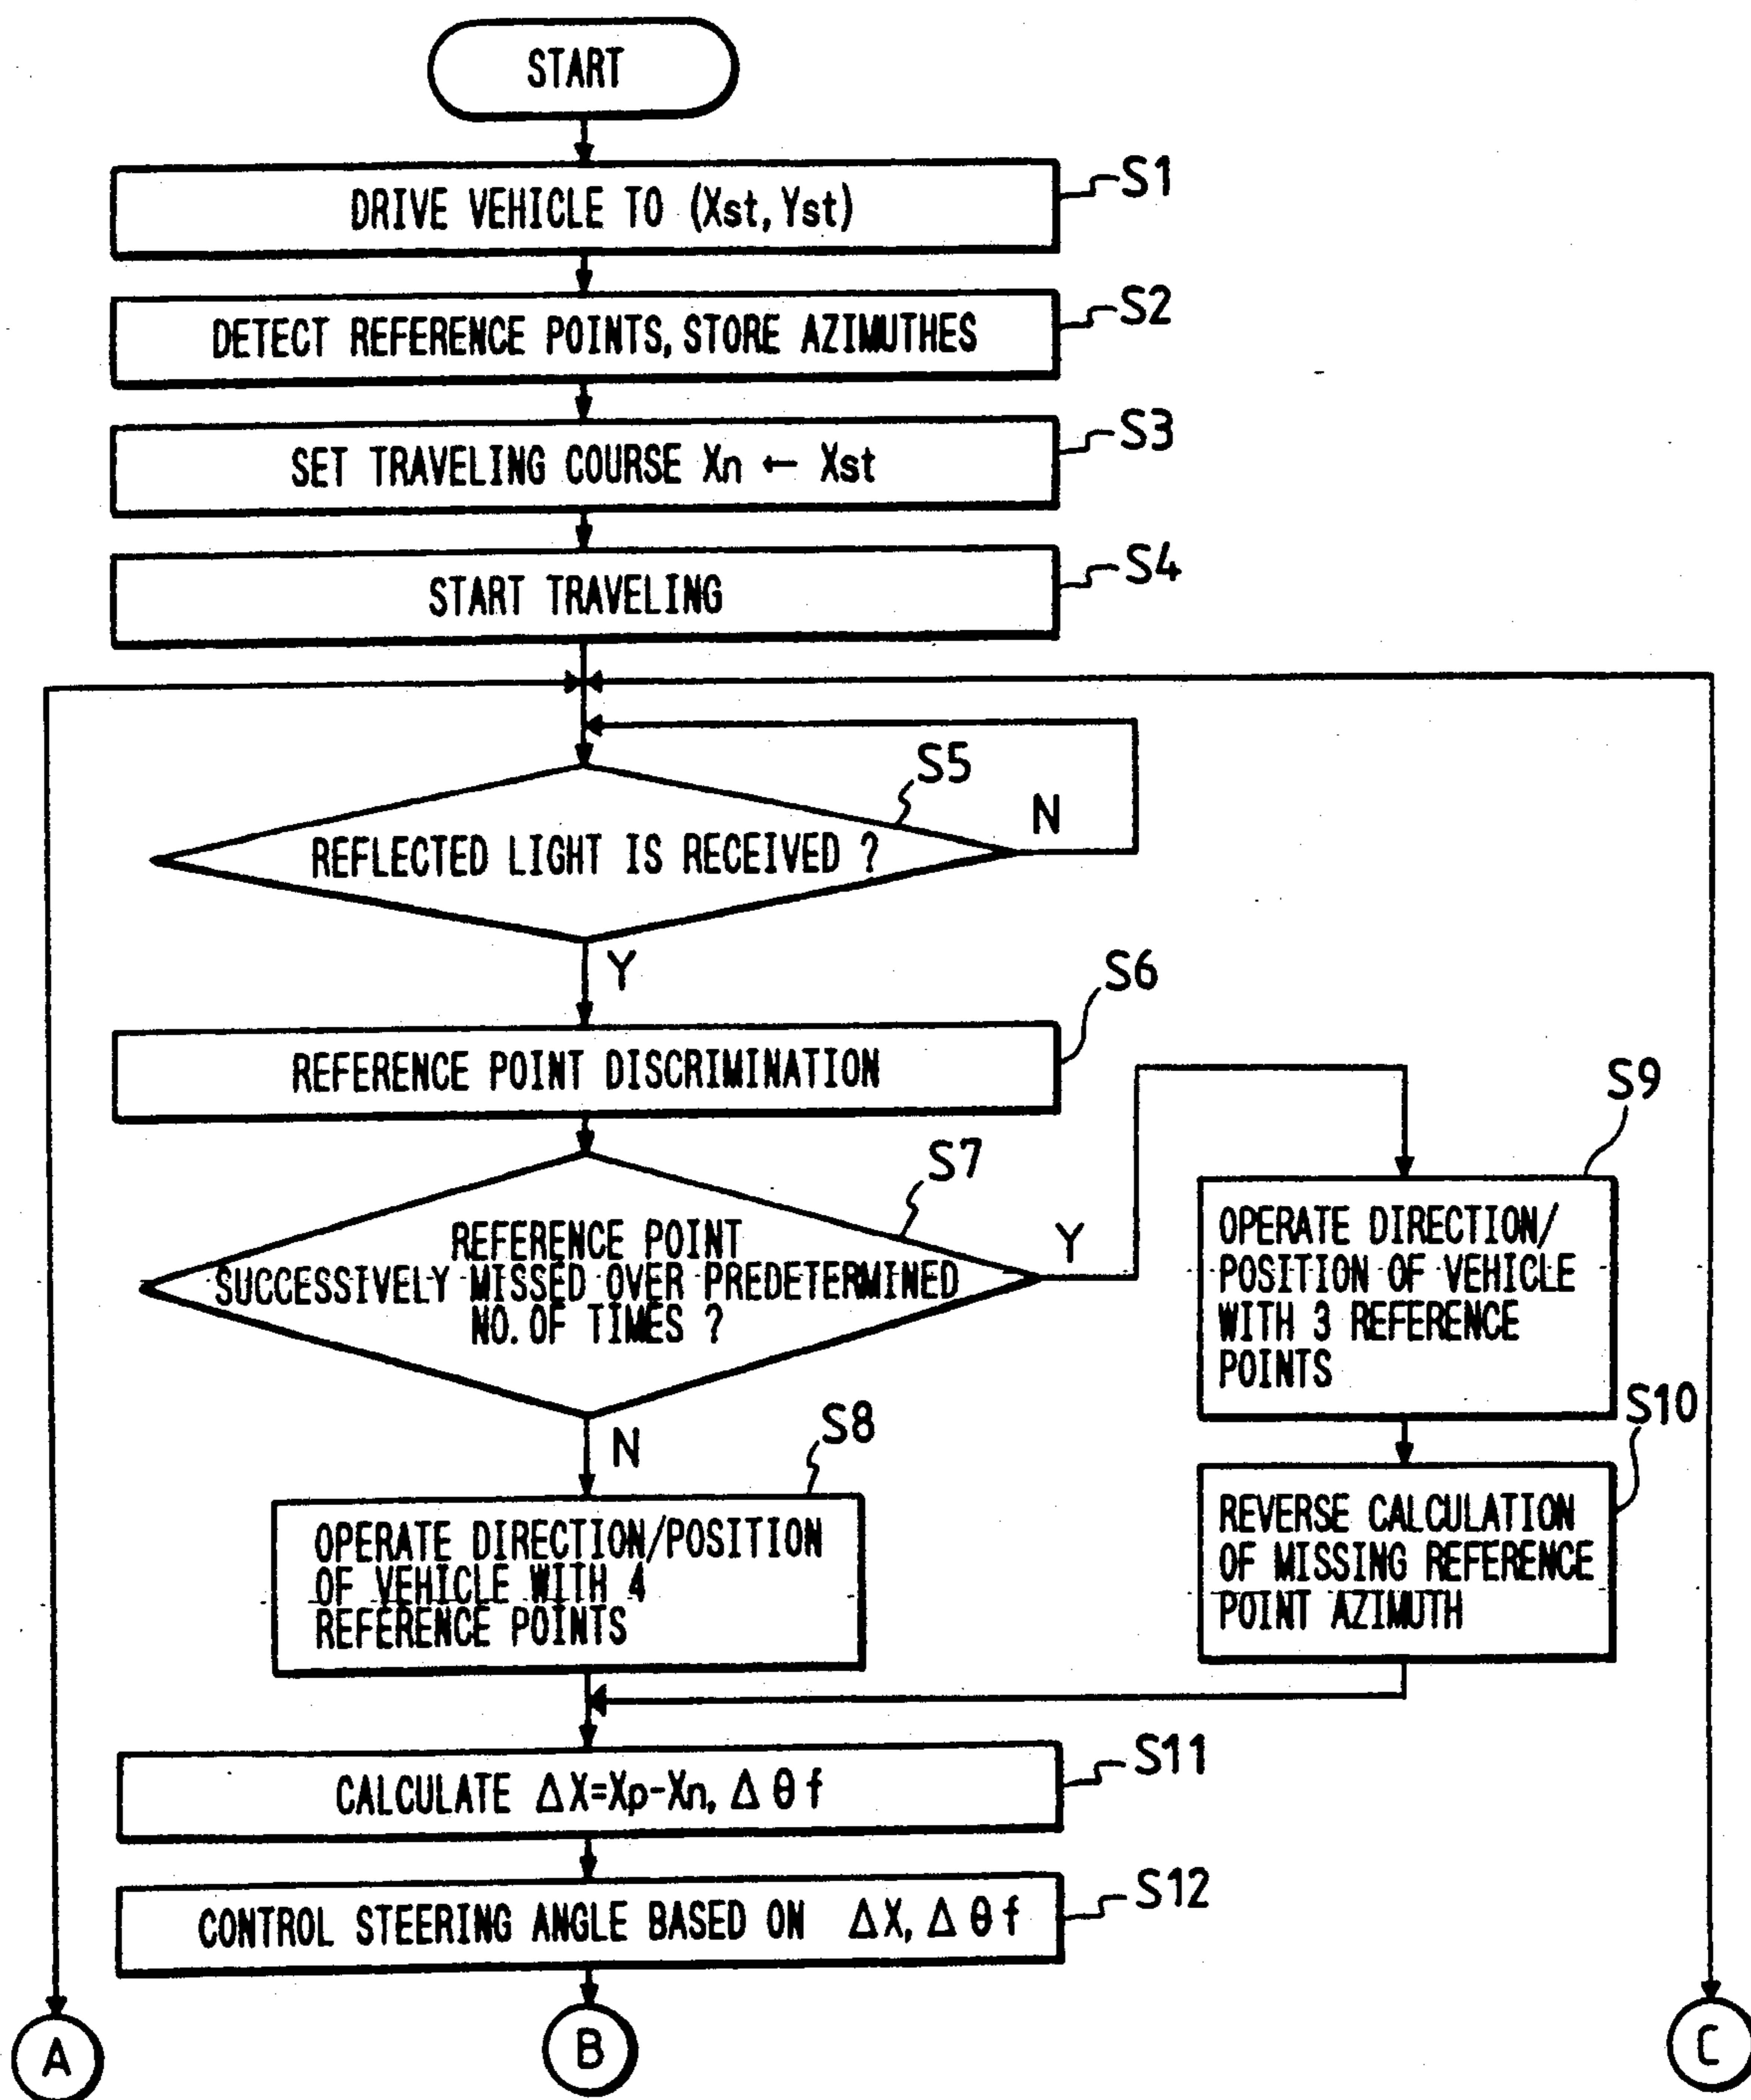 START
DRIVE VEHICLE TO (Xst, Yst)
S1
DETECT REFERENCE POINTS, STORE AZIMUTHES
S2
SET TRAVELING COURSE Xn ← Xst
S3
START TRAVELING
S4
S5
N
REFLECTED LIGHT IS RECEIVED ?
Y
S6
REFERENCE POINT DISCRIMINATION
S7
REFERENCE POINT
SUCCESSIVELY MISSED OVER PREDETERMINED
NO. OF TIMES ?
Y
N
S9
OPERATE DIRECTION/
POSITION OF VEHICLE
WITH 3 REFERENCE
POINTS
S8
OPERATE DIRECTION/POSITION
OF VEHICLE WITH 4
REFERENCE POINTS
S10
REVERSE CALCULATION
OF MISSING REFERENCE
POINT AZIMUTH
S11
CALCULATE ΔX=Xp-Xn, Δ θ f
S12
CONTROL STEERING ANGLE BASED ON ΔX, Δ θ f
A
B
C